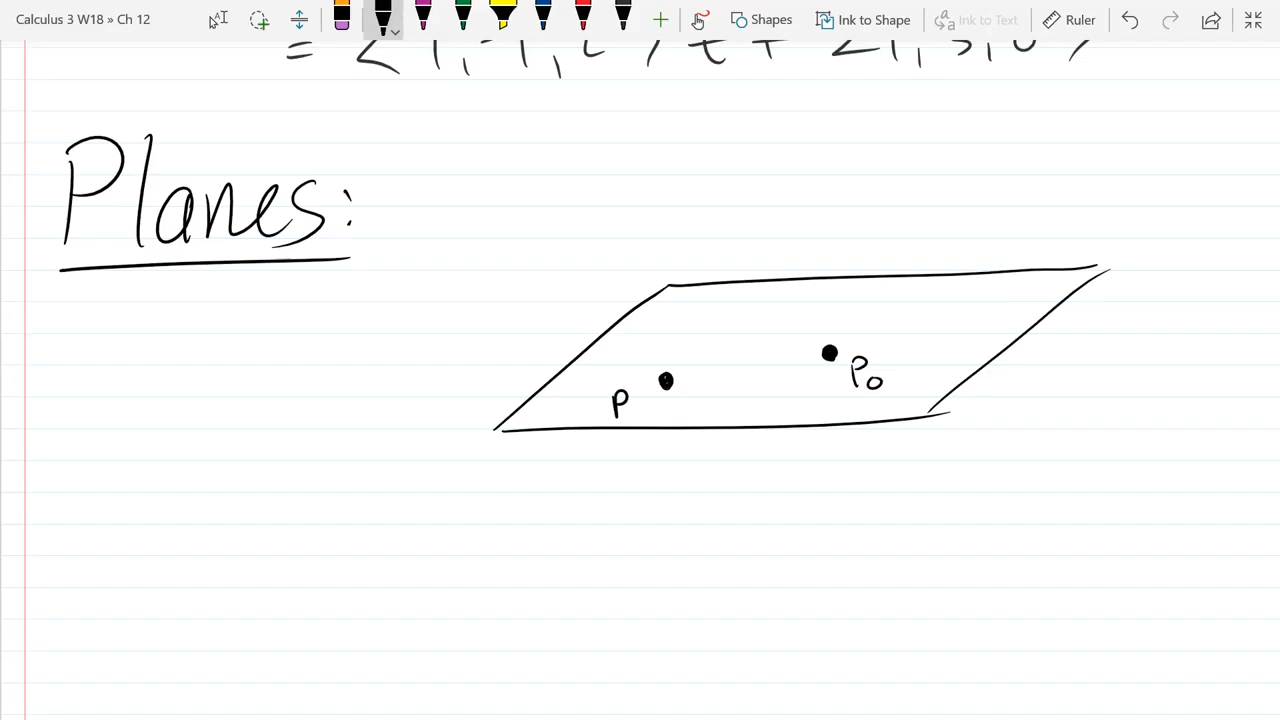 Calculus 3 W18 » Ch 12
Shapes
Ink to Shape
Ink to Text
Ruler
Planes:
P
P₀